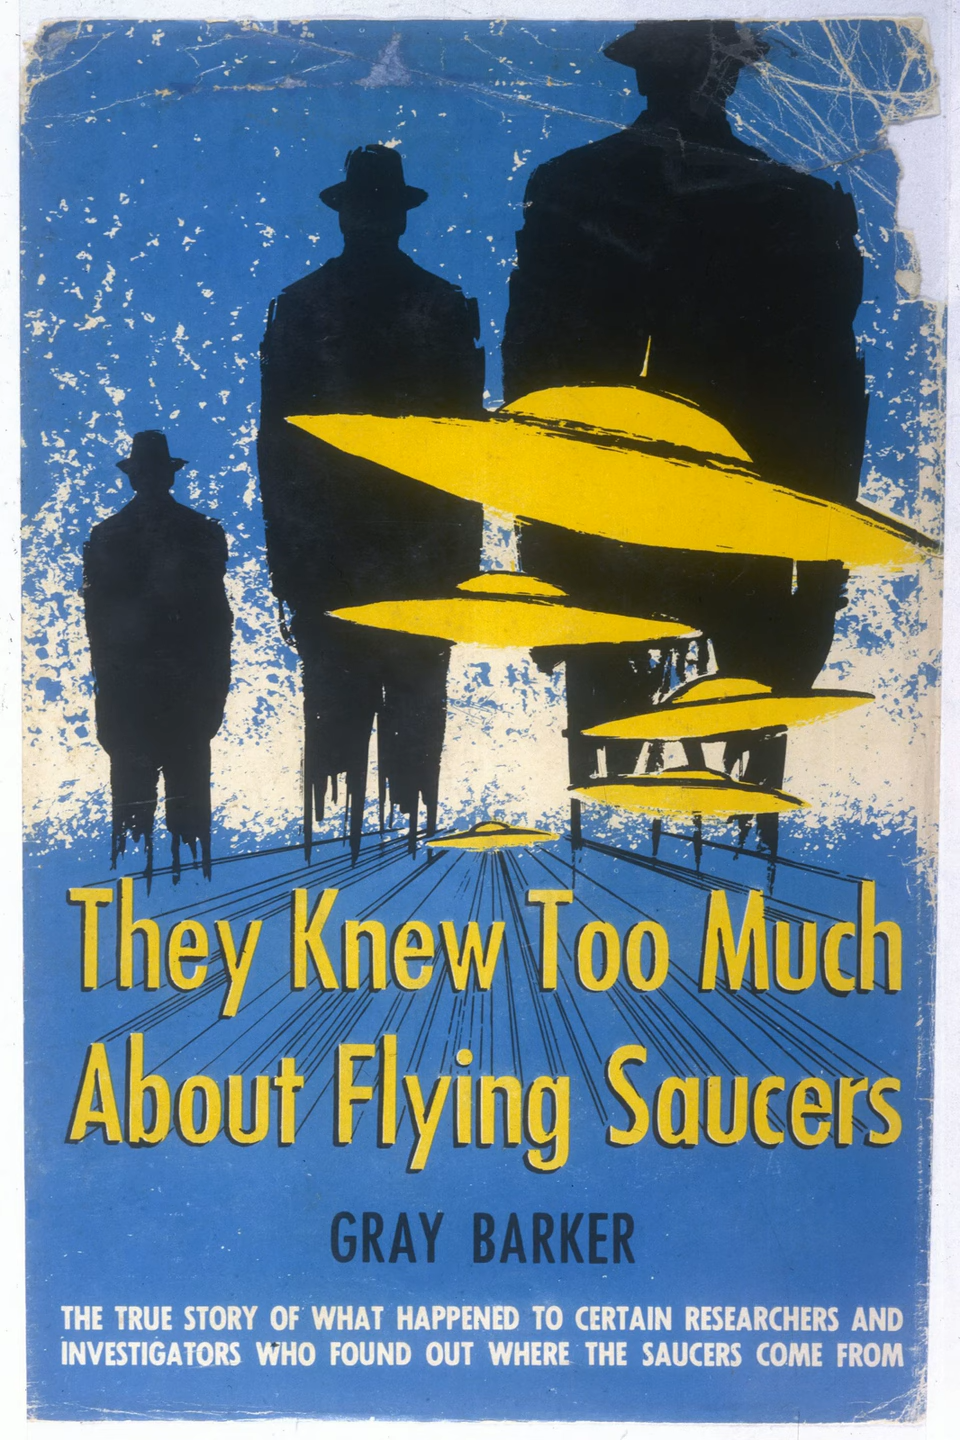 They Knew Too Much
About Flying Saucers
GRAY BARKER
THE TRUE STORY OF WHAT HAPPENED TO CERTAIN RESEARCHERS AND
INVESTIGATORS WHO FOUND OUT WHERE THE SAUCERS COME FROM